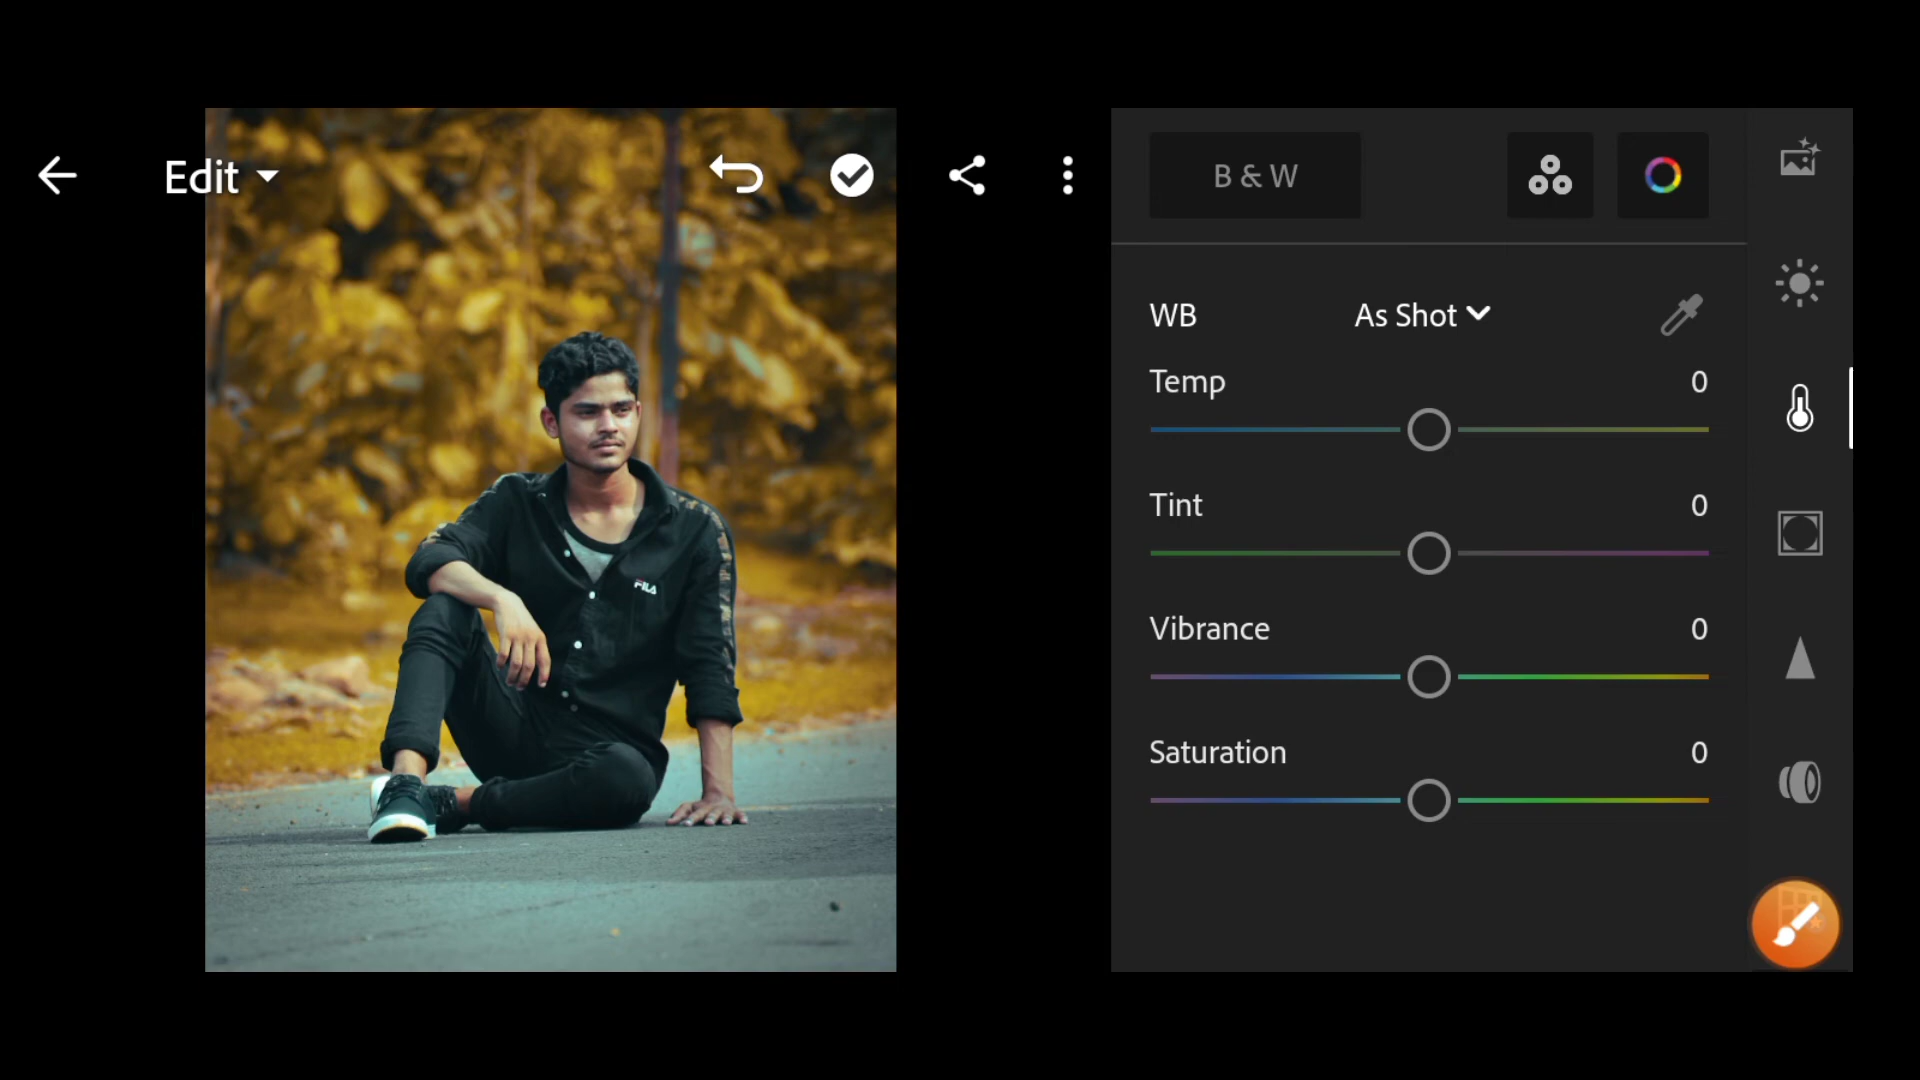 Edit
FILA
B & W
WB
As Shot
Temp
0
Tint
0
Vibrance
0
Saturation
0